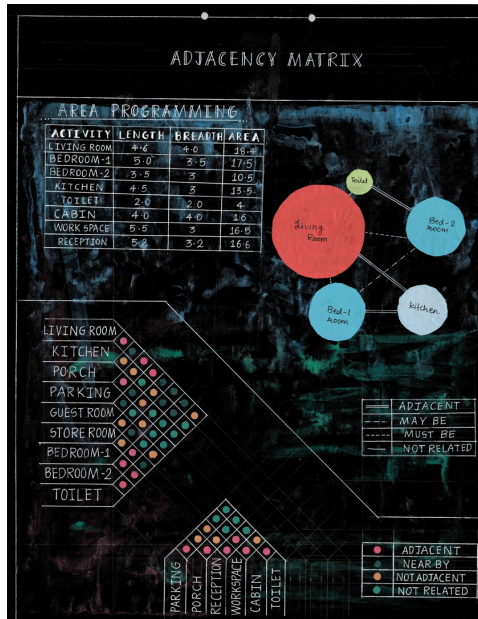 ADJACENCY MATRIX
AREA PROGRAMMING
ACTIVITY LENGTH BREADTH AREA
LIVING ROOM 4.6 4.0 18.4
BEDROOM-1 5.0 3.5 17.5
BEDROOM-2 3.5 3 10.5
KITCHEN 4.5 3 13.5
TOILET 2.0 2.0 4
CABIN 4.0 4.0 16
WORK SPACE 5.5 3 16.5
RECEPTION 5.2 3.2 16.6
Toilet
Living
Room
Bed-2
room
Bed-1
room
Kitchen
LIVING ROOM
KITCHEN
PORCH
PARKING
GUEST ROOM
STORE ROOM
BEDROOM-1
BEDROOM-2
TOILET
ADJACENT
MAY BE
MUST BE
NOT RELATED
PARKING
PORCH
RECEPTION
WORKSPACE
CABIN
TOILET
ADJACENT
NEAR BY
NOT ADJACENT
NOT RELATED